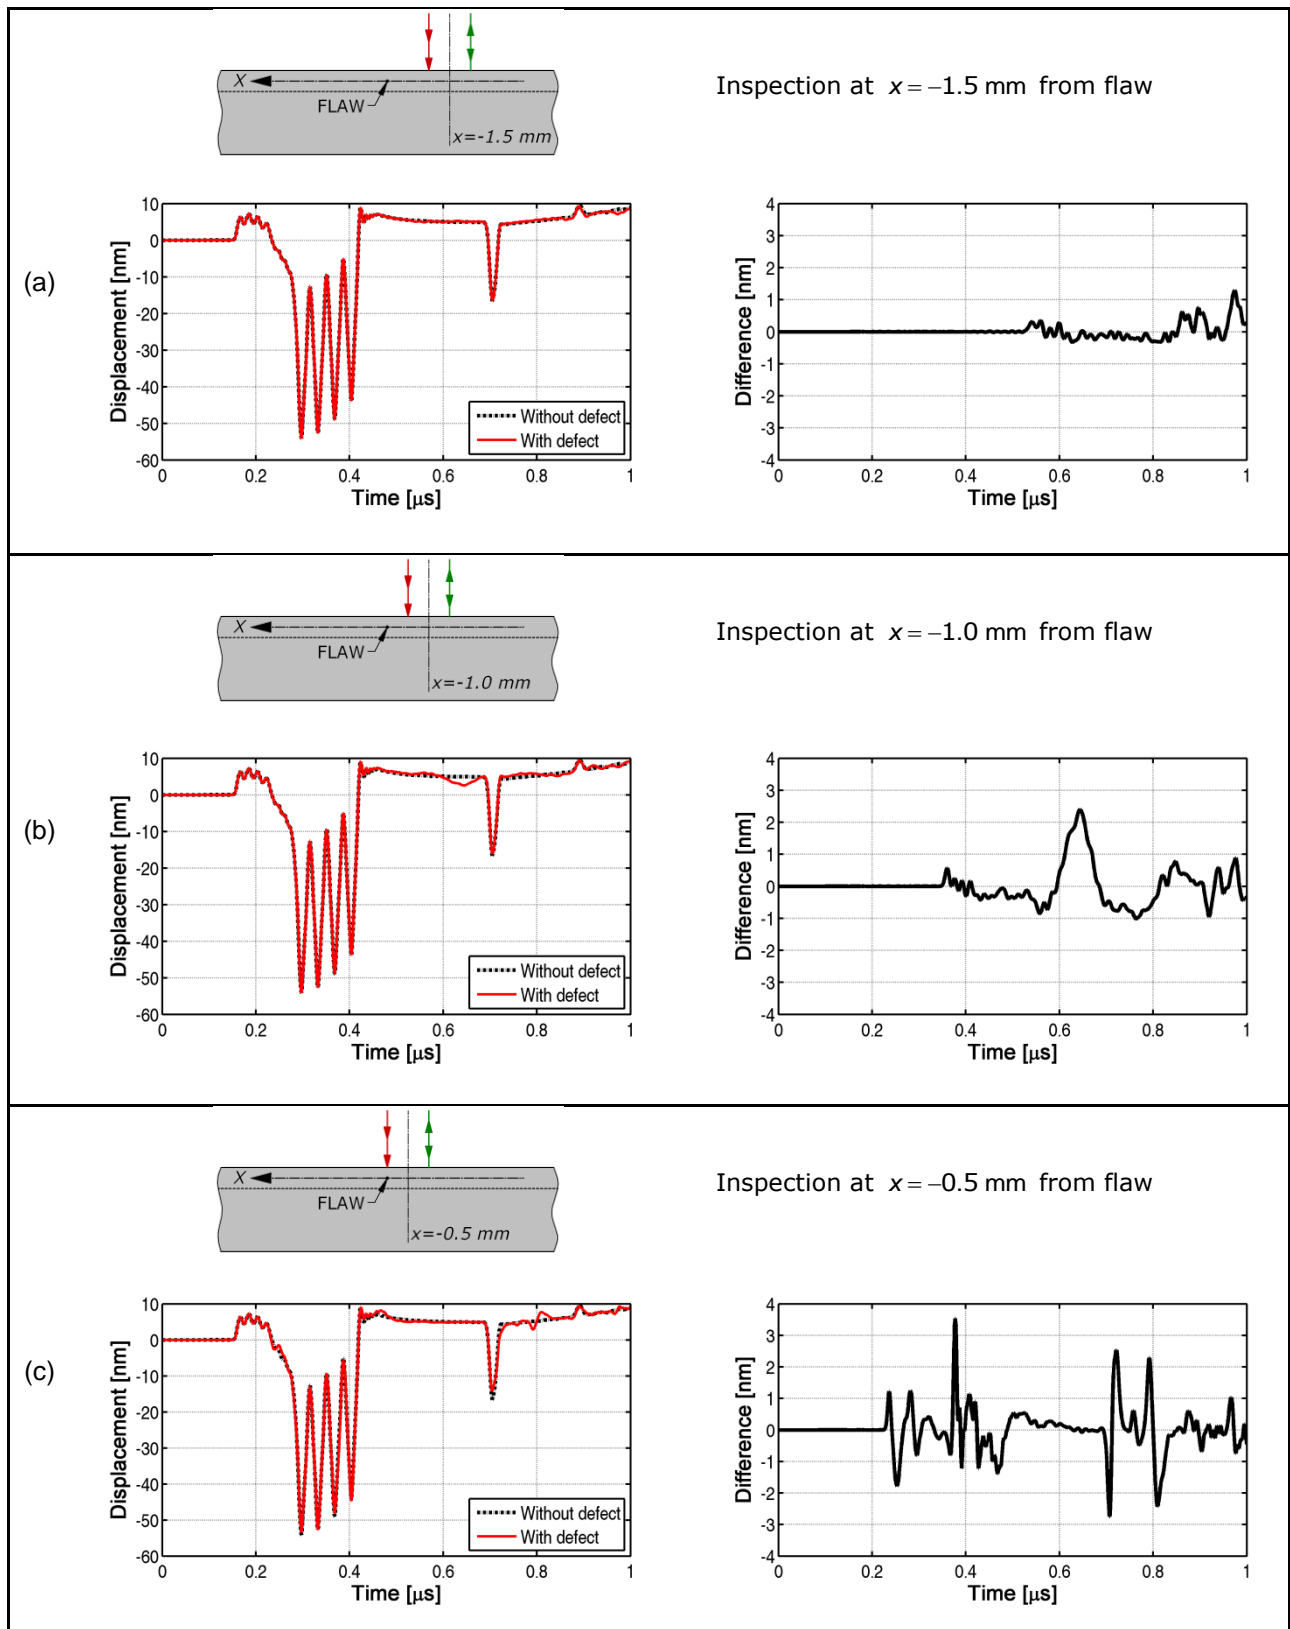 (a)
X
FLAW
x=-1.5 mm
Inspection at x = −1.5 mm from flaw
Displacement [nm]
10
0
-10
-20
-30
-40
-50
-60
0 0.2 0.4 0.6 0.8 1
Time [μs]
Without defect
With defect
Difference [nm]
4
3
2
1
0
-1
-2
-3
-4
0 0.2 0.4 0.6 0.8 1
Time [μs]
(b)
X
FLAW
x=-1.0 mm
Inspection at x = −1.0 mm from flaw
Displacement [nm]
10
0
-10
-20
-30
-40
-50
-60
0 0.2 0.4 0.6 0.8 1
Time [μs]
Without defect
With defect
Difference [nm]
4
3
2
1
0
-1
-2
-3
-4
0 0.2 0.4 0.6 0.8 1
Time [μs]
(c)
X
FLAW
x=-0.5 mm
Inspection at x = −0.5 mm from flaw
Displacement [nm]
10
0
-10
-20
-30
-40
-50
-60
0 0.2 0.4 0.6 0.8 1
Time [μs]
Without defect
With defect
Difference [nm]
4
3
2
1
0
-1
-2
-3
-4
0 0.2 0.4 0.6 0.8 1
Time [μs]